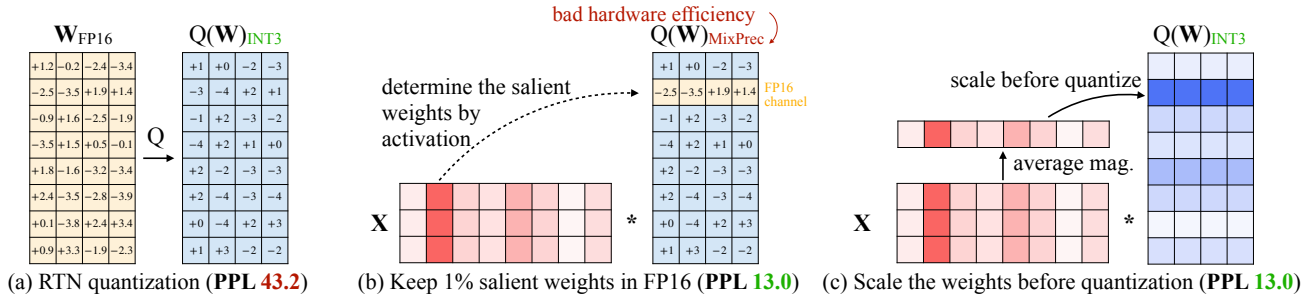 W_FP16
+1.2 −0.2 −2.4 −3.4
−2.5 −3.5 +1.9 +1.4
−0.9 +1.6 −2.5 −1.9
−3.5 +1.5 +0.5 −0.1
+1.8 −1.6 −3.2 −3.4
+2.4 −3.5 −2.8 −3.9
+0.1 −3.8 +2.4 +3.4
+0.9 +3.3 −1.9 −2.3
Q
Q(W)_INT3
+1 +0 −2 −3
−3 −4 +2 +1
−1 +2 −3 −2
−4 +2 +1 +0
+2 −2 −3 −3
+2 −4 −3 −4
+0 −4 +2 +3
+1 +3 −2 −2
(a) RTN quantization (PPL 43.2)
bad hardware efficiency
Q(W)_MixPrec
determine the salient
weights by
activation
+1 +0 −2 −3
−2.5 −3.5 +1.9 +1.4
FP16
channel
−1 +2 −3 −2
−4 +2 +1 +0
+2 −2 −3 −3
+2 −4 −3 −4
+0 −4 +2 +3
+1 +3 −2 −2
X
*
(b) Keep 1% salient weights in FP16 (PPL 13.0)
Q(W)_INT3
scale before quantize
average mag.
X
*
(c) Scale the weights before quantization (PPL 13.0)